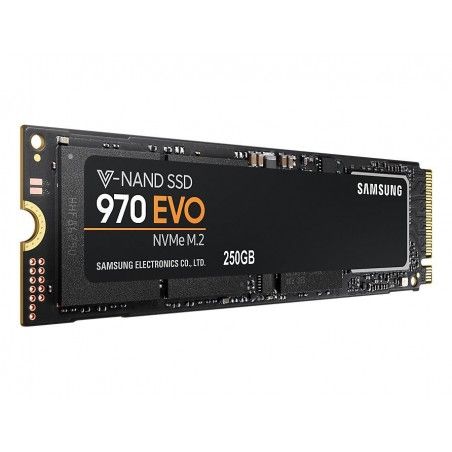 V-NAND SSD
970 EVO
NVMe M.2
SAMSUNG ELECTRONICS CO., LTD.
250GB
SAMSUNG